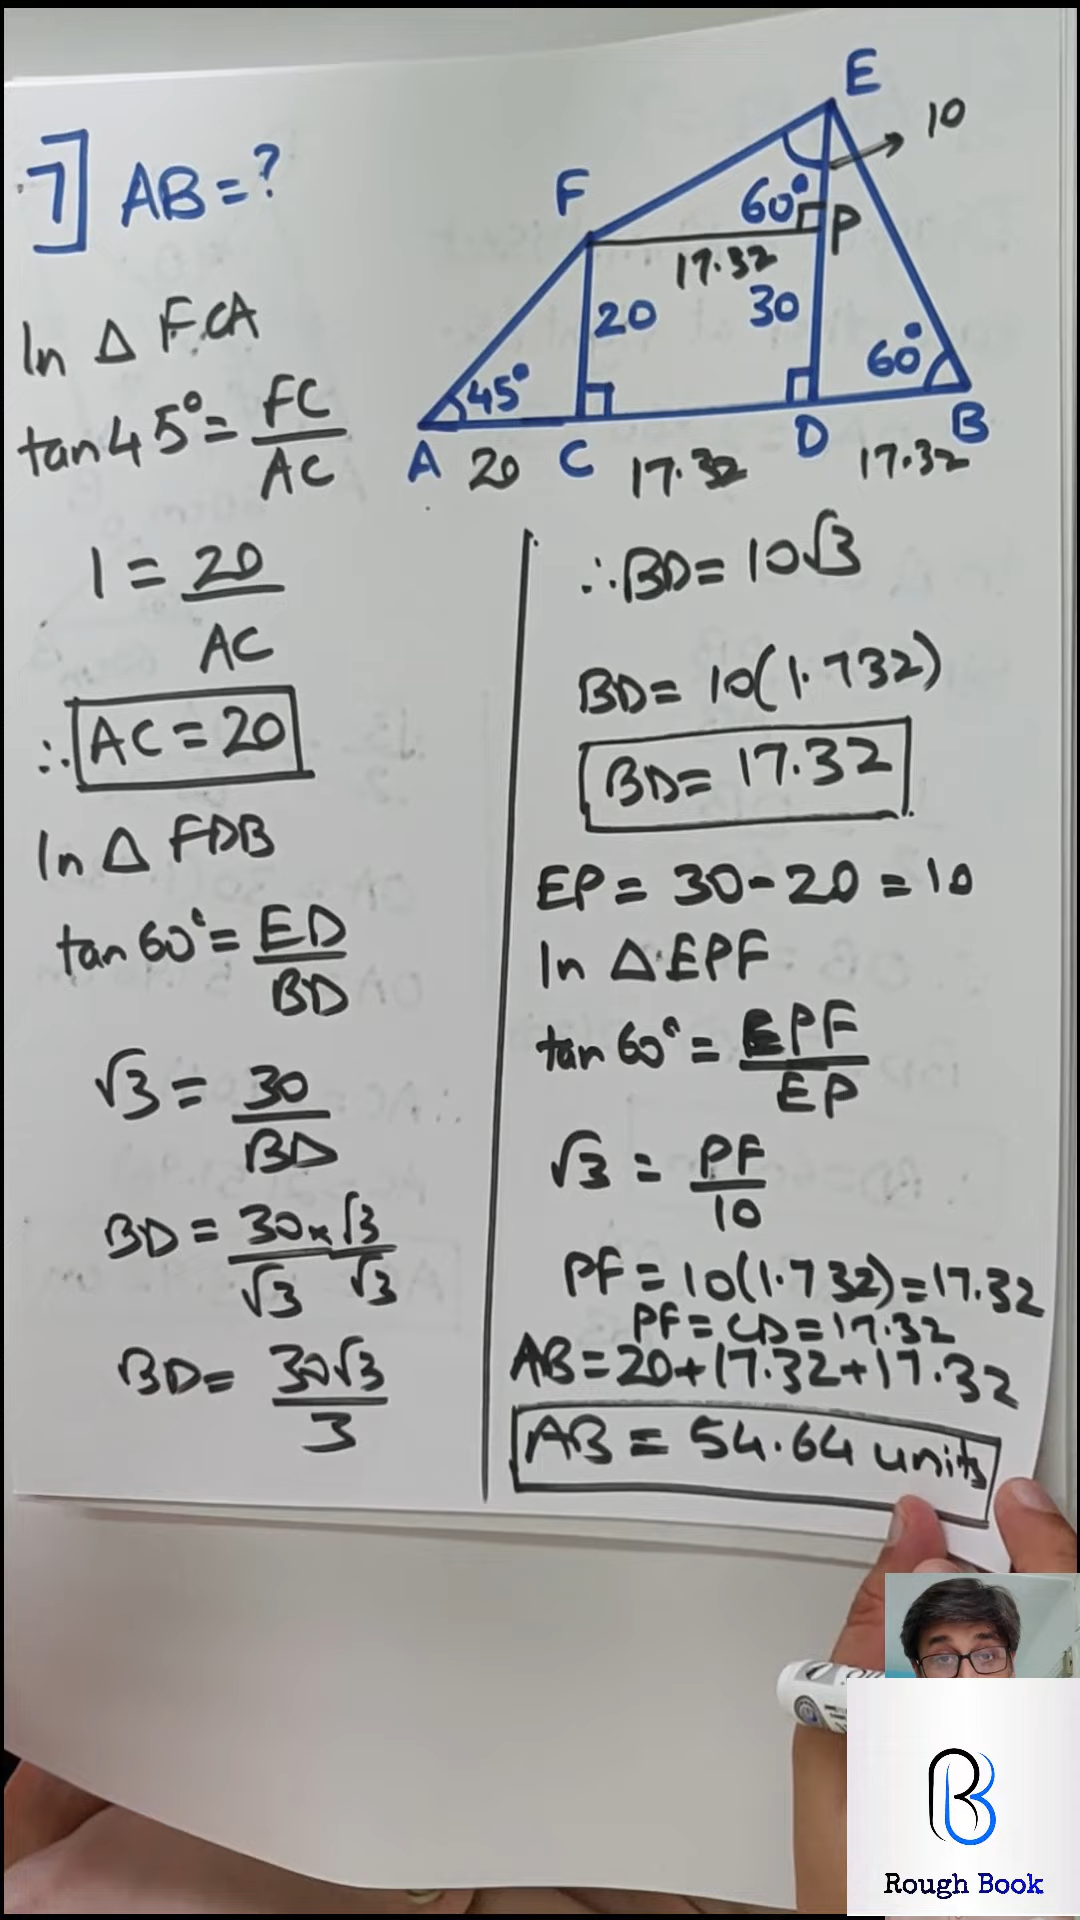 7] AB = ?
E
10
F
60°
P
17.32
20
30
45°
60°
A
C
D
B
20
17.32
17.32
In Δ FCA
tan 45° = FC/AC
1 = 20/AC
∴ AC = 20
In Δ FDB
tan 60° = ED/BD
√3 = 30/BD
BD = 30/√3 × √3/√3
BD = 30√3/3
∴ BD = 10√3
BD = 10(1.732)
BD = 17.32
EP = 30 - 20 = 10
In Δ EPF
tan 60° = PF/EP
√3 = PF/10
PF = 10(1.732) = 17.32
PF = CD = 17.32
AB = 20 + 17.32 + 17.32
AB = 54.64 units
Rough Book